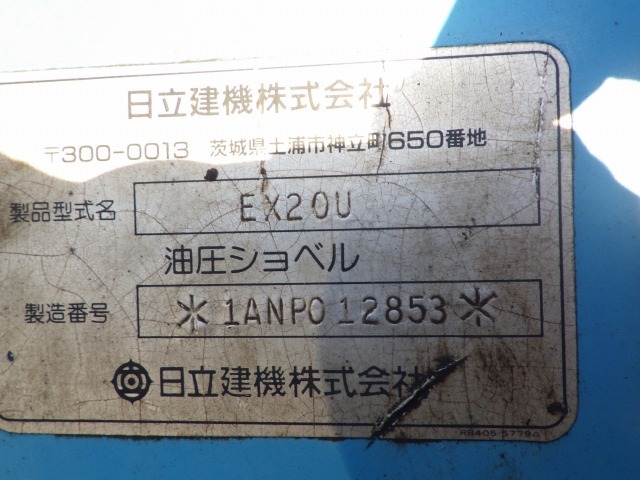 日立建機株式会社
〒300-0013 茨城県土浦市神立町650番地
製品型式名 EX20U
油圧ショベル
製造番号 *1ANP012853*
日立建機株式会社